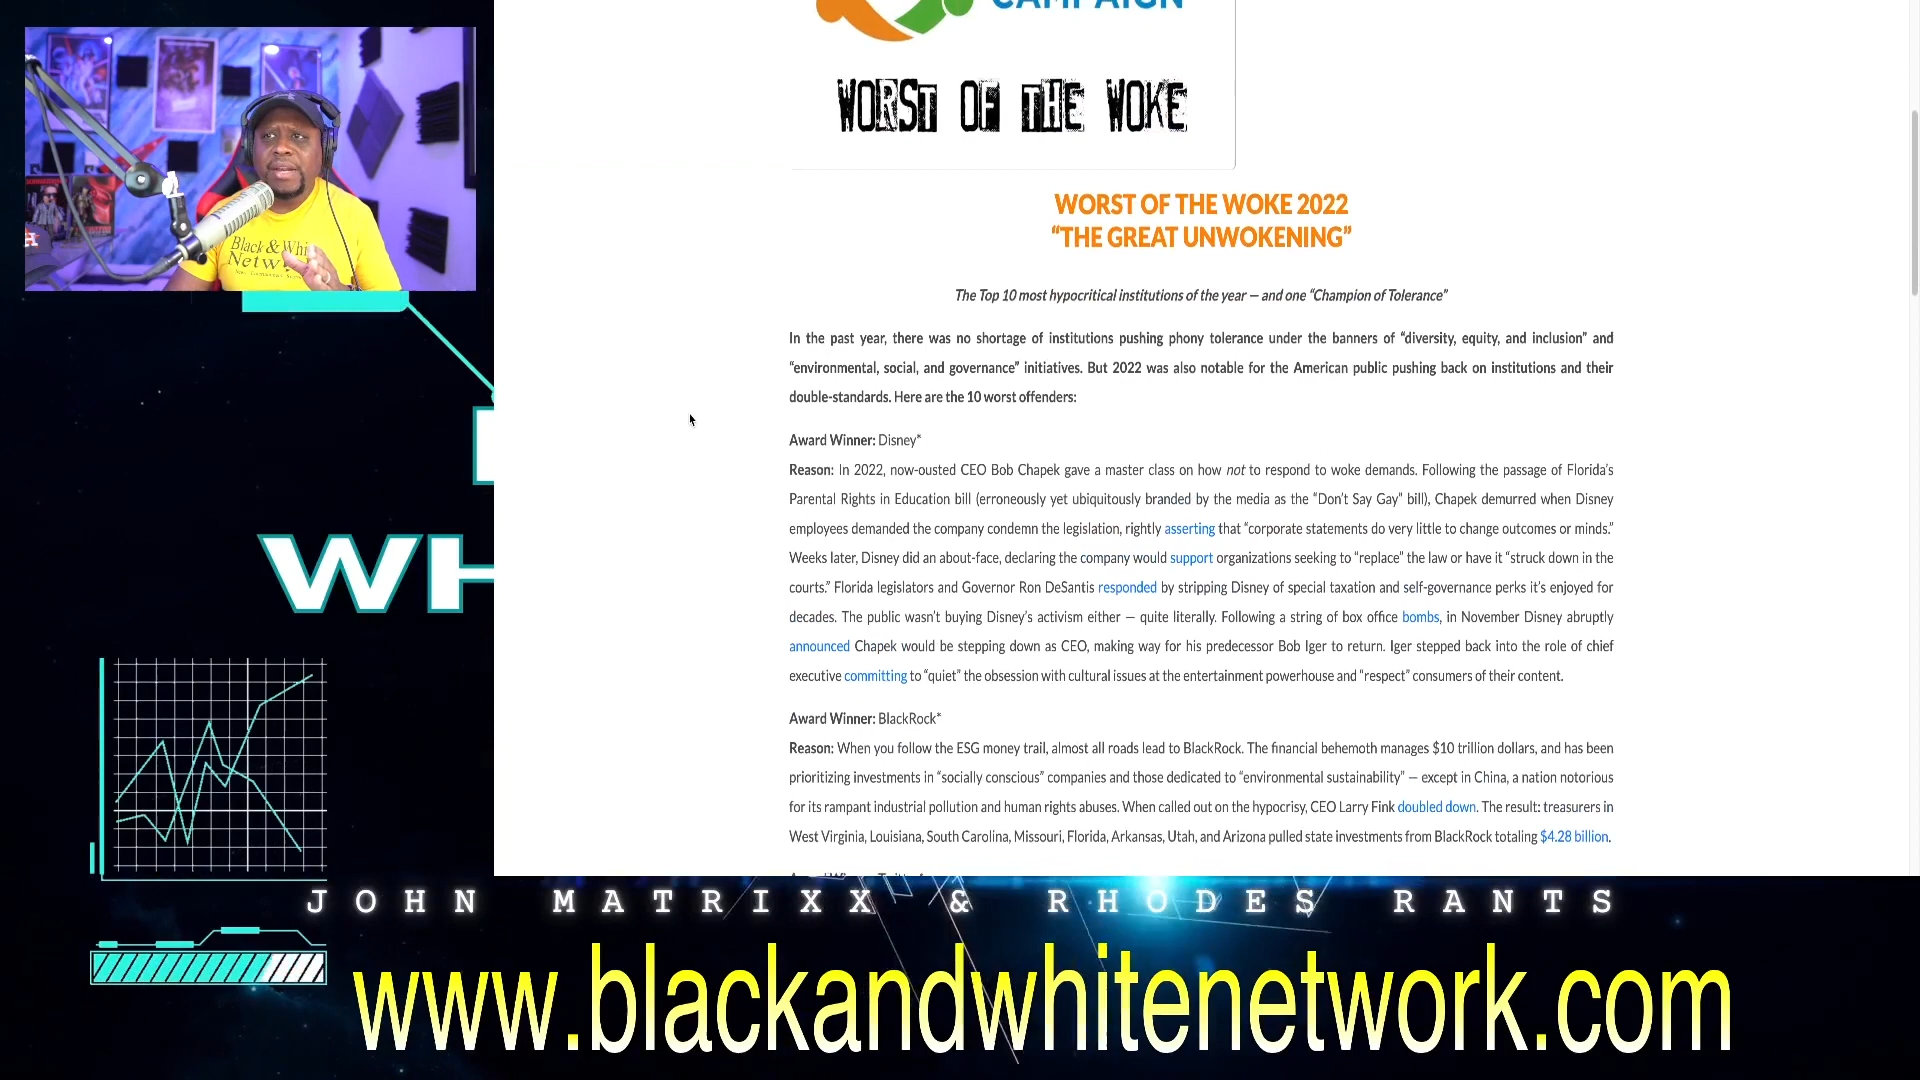 CAMPAIGN
WORST OF THE WOKE
WORST OF THE WOKE 2022
“THE GREAT UNWOKENING”
The Top 10 most hypocritical institutions of the year — and one “Champion of Tolerance”
In the past year, there was no shortage of institutions pushing phony tolerance under the banners of “diversity, equity, and inclusion” and
“environmental, social, and governance” initiatives. But 2022 was also notable for the American public pushing back on institutions and their
double-standards. Here are the 10 worst offenders:
Award Winner: Disney*
Reason: In 2022, now-ousted CEO Bob Chapek gave a master class on how not to respond to woke demands. Following the passage of Florida’s
Parental Rights in Education bill (erroneously yet ubiquitously branded by the media as the “Don’t Say Gay” bill), Chapek demurred when Disney
employees demanded the company condemn the legislation, rightly asserting that “corporate statements do very little to change outcomes or minds.”
Weeks later, Disney did an about-face, declaring the company would support organizations seeking to “replace” the law or have it “struck down in the
courts.” Florida legislators and Governor Ron DeSantis responded by stripping Disney of special taxation and self-governance perks it’s enjoyed for
decades. The public wasn’t buying Disney’s activism either — quite literally. Following a string of box office bombs, in November Disney abruptly
announced Chapek would be stepping down as CEO, making way for his predecessor Bob Iger to return. Iger stepped back into the role of chief
executive committing to “quiet” the obsession with cultural issues at the entertainment powerhouse and “respect” consumers of their content.
Award Winner: BlackRock*
Reason: When you follow the ESG money trail, almost all roads lead to BlackRock. The financial behemoth manages $10 trillion dollars, and has been
prioritizing investments in “socially conscious” companies and those dedicated to “environmental sustainability” — except in China, a nation notorious
for its rampant industrial pollution and human rights abuses. When called out on the hypocrisy, CEO Larry Fink doubled down. The result: treasurers in
West Virginia, Louisiana, South Carolina, Missouri, Florida, Arkansas, Utah, and Arizona pulled state investments from BlackRock totaling $4.28 billion.
Black & Whi
Netw
WH
JOHN MATRIXX & RHODES RANTS
www.blackandwhitenetwork.com